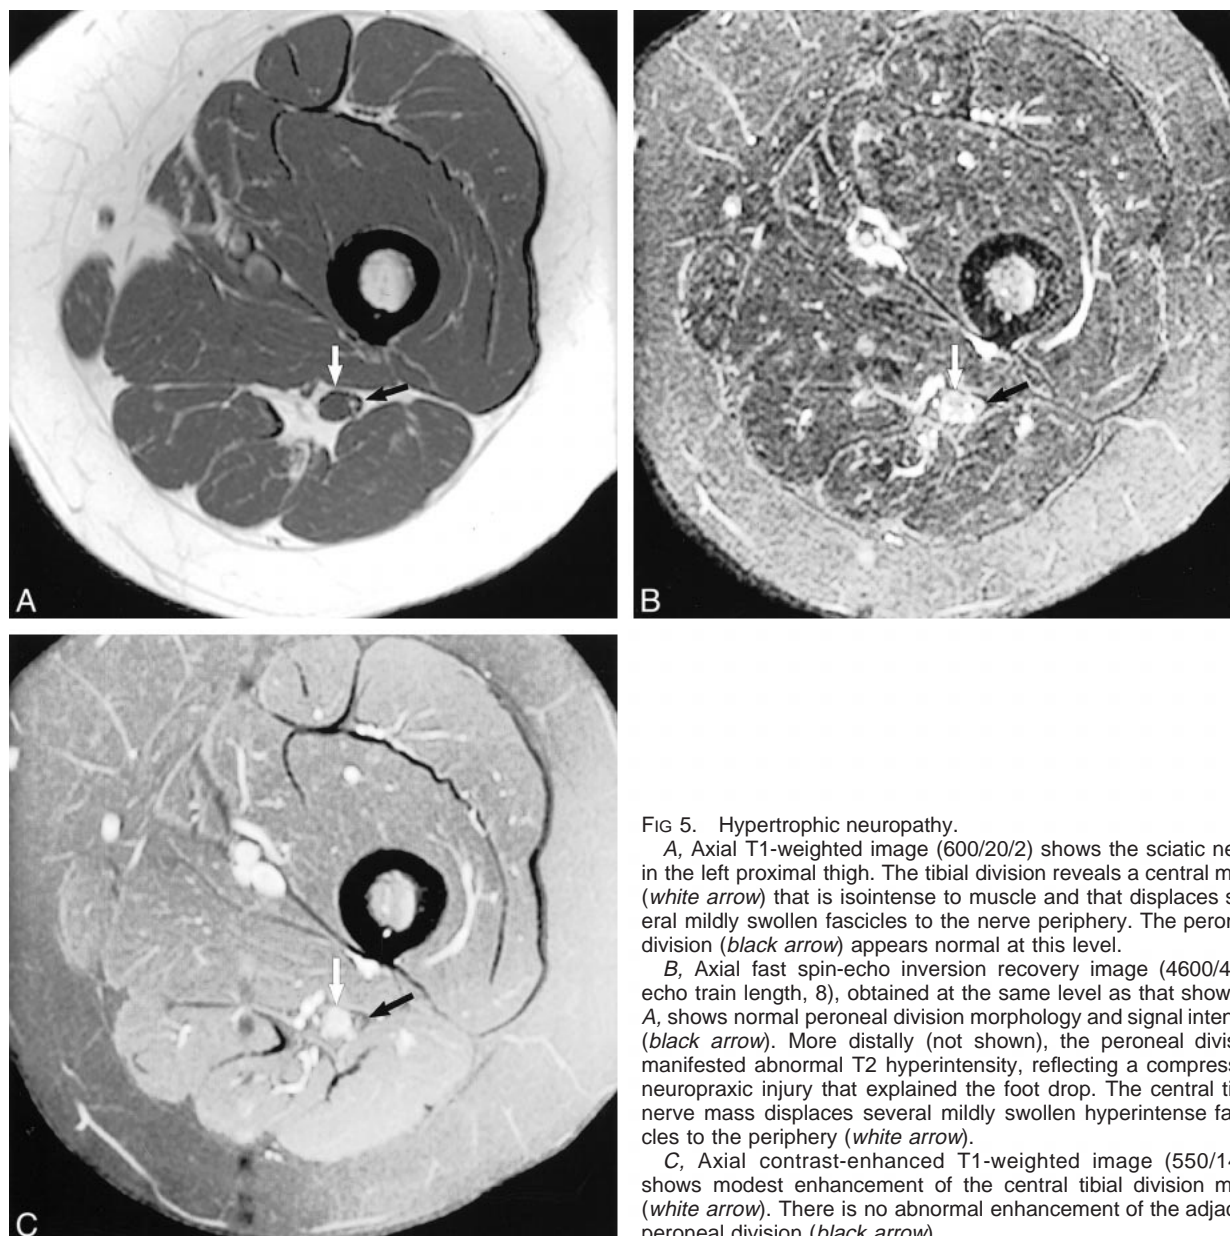 A
B
C
FIG 5. Hypertrophic neuropathy.
A, Axial T1-weighted image (600/20/2) shows the sciatic ne
in the left proximal thigh. The tibial division reveals a central m
(white arrow) that is isointense to muscle and that displaces s
eral mildly swollen fascicles to the nerve periphery. The peron
division (black arrow) appears normal at this level.
B, Axial fast spin-echo inversion recovery image (4600/4
echo train length, 8), obtained at the same level as that show
A, shows normal peroneal division morphology and signal inten
(black arrow). More distally (not shown), the peroneal divis
manifested abnormal T2 hyperintensity, reflecting a compress
neuropraxic injury that explained the foot drop. The central ti
nerve mass displaces several mildly swollen hyperintense fa
cles to the periphery (white arrow).
C, Axial contrast-enhanced T1-weighted image (550/14
shows modest enhancement of the central tibial division m
(white arrow). There is no abnormal enhancement of the adjac
peroneal division (black arrow)